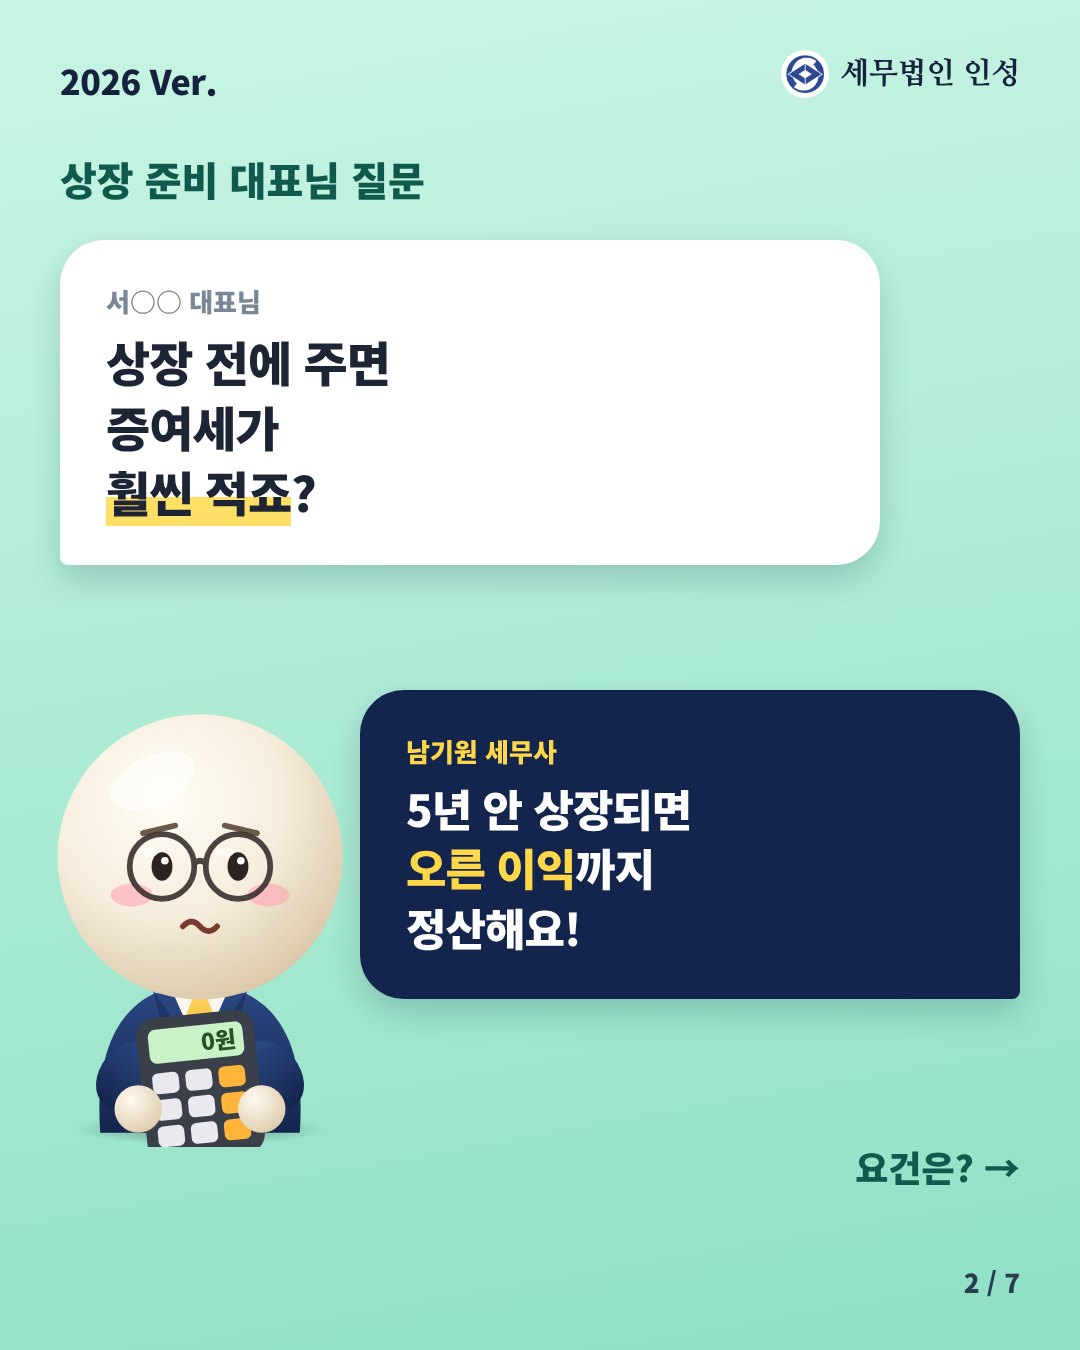 2026 Ver.
세무법인 인성
상장 준비 대표님 질문
서○○ 대표님
상장 전에 주면
증여세가
훨씬 적죠?
남기원 세무사
5년 안 상장되면
오른 이익까지
정산해요!
0원
요건은? →
2 / 7